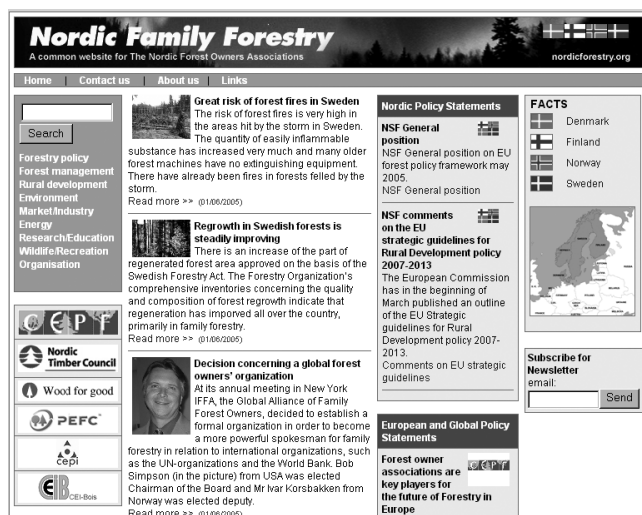 Nordic Family Forestry
A common website for The Nordic Forest Owners Associations
nordicforestry.org
Home | Contact us | About us | Links
Search
Forestry policy
Forest management
Rural development
Environment
Market/Industry
Energy
Research/Education
Wildlife/Recreation
Organisation
CEPF
Nordic
Timber Council
Wood for good
PEFC
cepi
CEI-Bois
Great risk of forest fires in Sweden
The risk of forest fires is very high in
the areas hit by the storm in Sweden.
The quantity of easily inflammable
substance has increased very much and many older
forest machines have no extinguishing equipment.
There have already been fires in forests felled by the
storm.
Read more >> (01/06/2005)
Regrowth in Swedish forests is
steadily improving
There is an increase of the part of
regenerated forest area approved on the basis of the
Swedish Forestry Act. The Forestry Organization's
comprehensive inventories concerning the quality
and composition of forest regrowth indicate that
regeneration has imporved all over the country,
primarily in family forestry.
Read more >> (01/06/2005)
Decision concerning a global forest
owners' organization
At its annual meeting in New York
IFFA, the Global Alliance of Family
Forest Owners, decided to establish a
formal organization in order to become
a more powerful spokesman for family
forestry in relation to international organizations, such
as the UN-organizations and the World Bank. Bob
Simpson (in the picture) from USA was elected
Chairman of the Board and Mr Ivar Korsbakken from
Norway was elected deputy.
Read more >> (01/06/2005)
Nordic Policy Statements
NSF General
position
NSF General position on EU
forest policy framework may
2005.
NSF General position
NSF comments
on the EU
strategic guidelines for
Rural Development policy
2007-2013
The European Commission
has in the beginning of
March published an outline
of the EU Strategic
guidelines for Rural
Development policy 2007-
2013.
Comments on EU strategic
guidelines
European and Global Policy
Statements
Forest owner
associations are
key players for
the future of Forestry in
Europe
CEPF
FACTS
Denmark
Finland
Norway
Sweden
Subscribe for
Newsletter
email:
Send